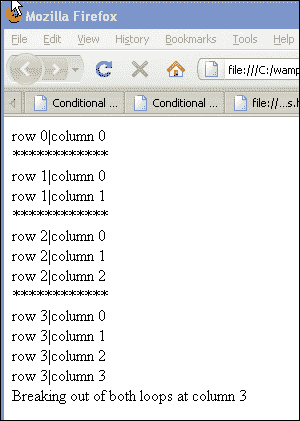 Mozilla Firefox
File Edit View History Bookmarks Tools Help
file:///C:/wamp
Conditional ... Conditional ... file://...s.h
row 0|column 0
************
row 1|column 0
row 1|column 1
************
row 2|column 0
row 2|column 1
row 2|column 2
************
row 3|column 0
row 3|column 1
row 3|column 2
row 3|column 3
Breaking out of both loops at column 3